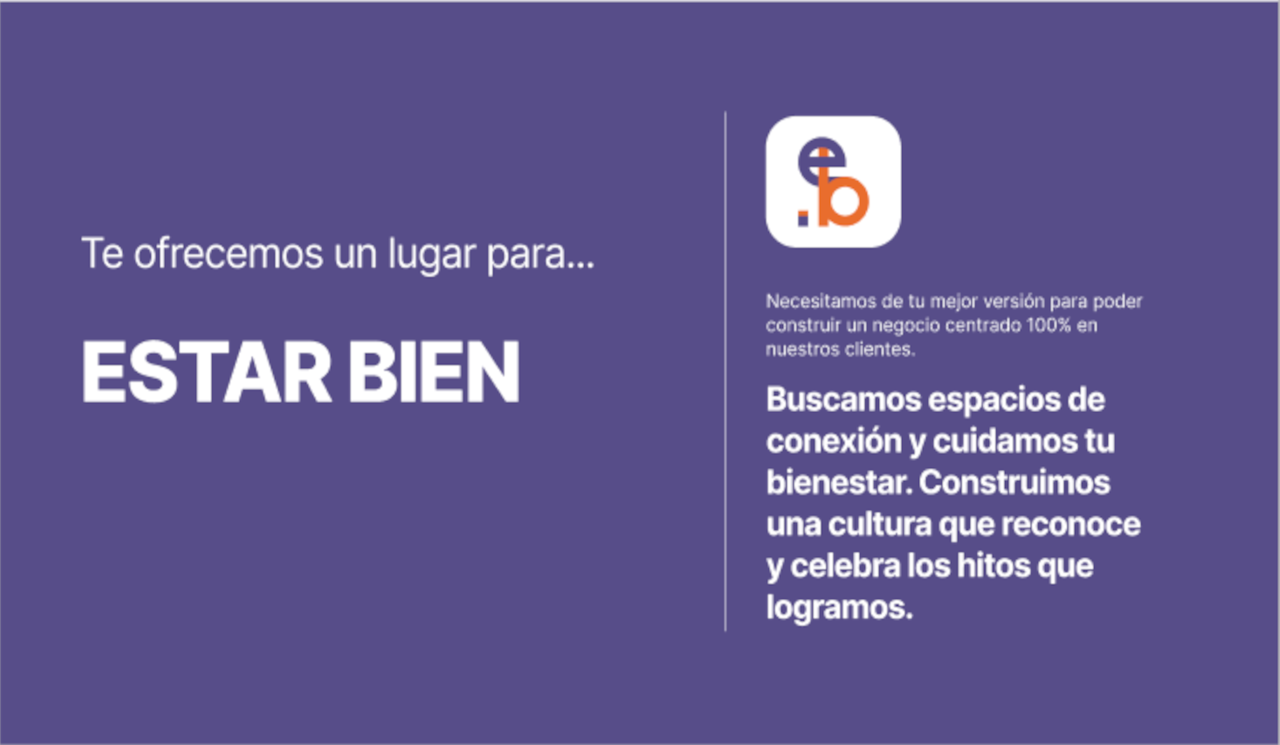 Te ofrecemos un lugar para...
ESTAR BIEN
e.b
Necesitamos de tu mejor versión para poder
construir un negocio centrado 100% en
nuestros clientes.
Buscamos espacios de
conexión y cuidamos tu
bienestar. Construimos
una cultura que reconoce
y celebra los hitos que
logramos.